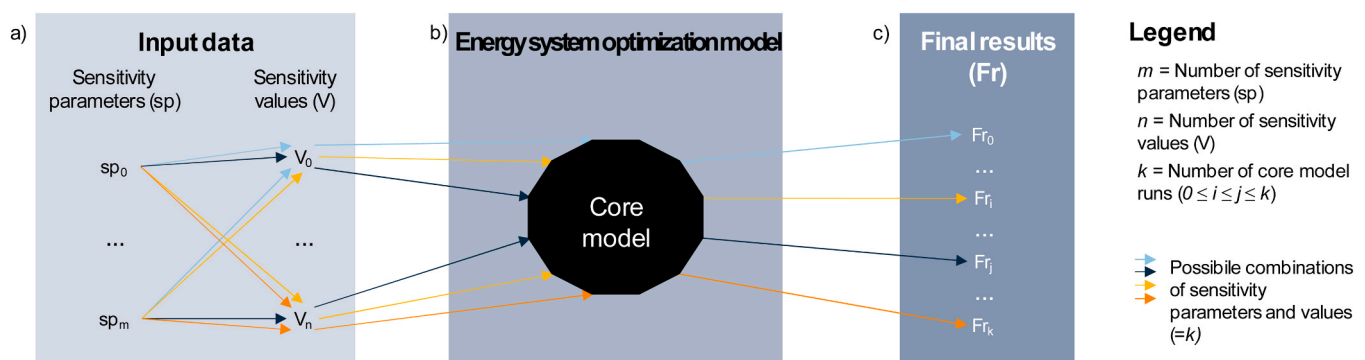 a)
Input data
Sensitivity
parameters (sp)
Sensitivity
values (V)
sp0
V0
...
...
spm
Vn
b)
Energy system optimization model
Core
model
c)
Final results
(Fr)
Fr0
...
Fri
...
Frj
...
Frk
Legend
m = Number of sensitivity
parameters (sp)
n = Number of sensitivity
values (V)
k = Number of core model
runs (0 ≤ i ≤ j ≤ k)
Possibile combinations
of sensitivity
parameters and values
(=k)